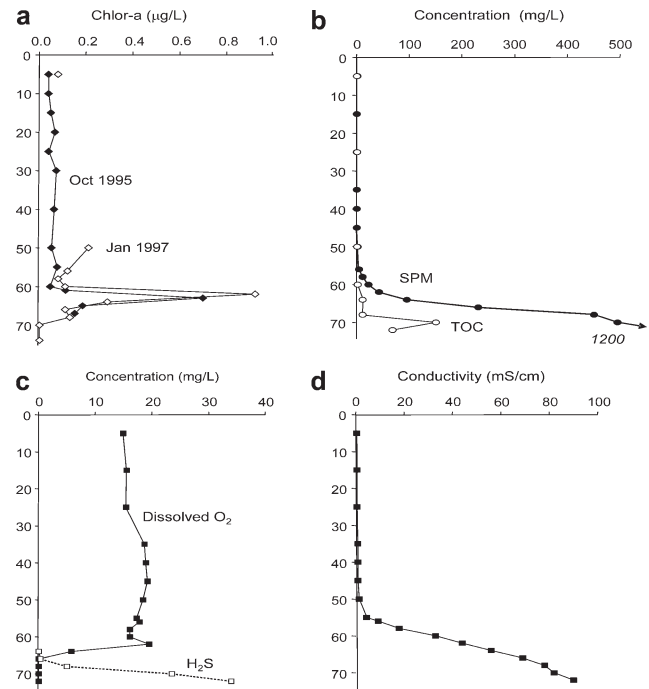 a
Chlor-a (μg/L)
0.0 0.2 0.4 0.6 0.8 1.0
0
10
20
30
40
50
60
70
Oct 1995
Jan 1997
b
Concentration (mg/L)
0 100 200 300 400 500
0
10
20
30
40
50
60
70
SPM
TOC
1200
c
Concentration (mg/L)
0 10 20 30 40
0
10
20
30
40
50
60
70
Dissolved O₂
H₂S
d
Conductivity (mS/cm)
0 20 40 60 80 100
0
10
20
30
40
50
60
70